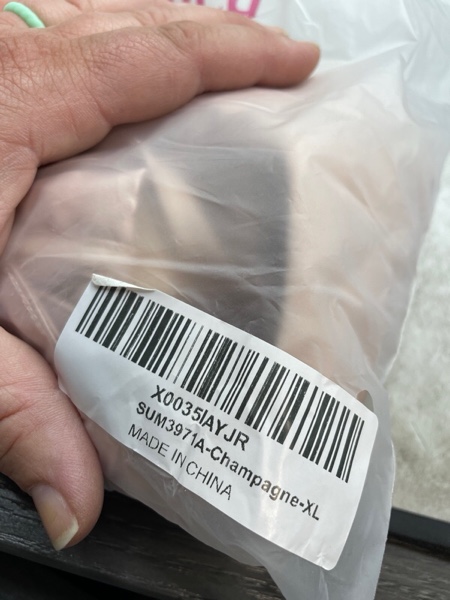 X0035IAYJR
SUM3971A-Champagne-XL
MADE IN CHINA